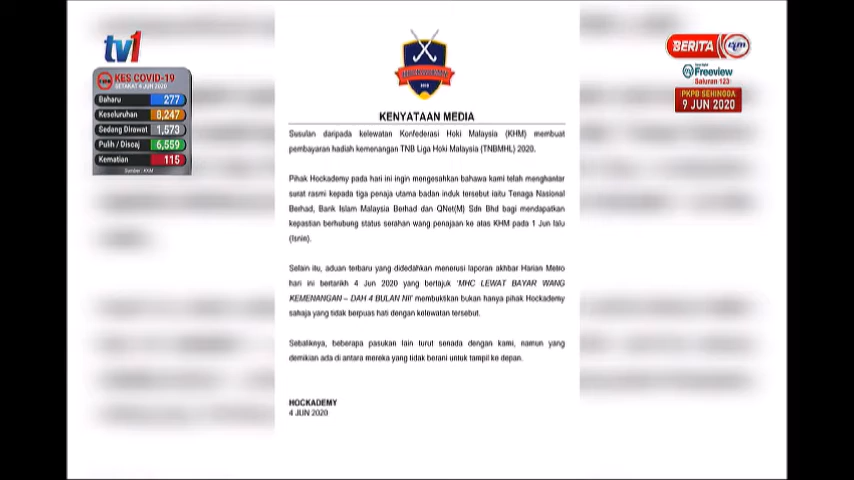 tv1
KES COVID-19
SETAKAT 4 JUN 2020
Baharu 277
Keseluruhan 8,247
Sedang Dirawat 1,573
Pulih / Discaj 6,559
Kematian 115
Sumber : KKM
BERITA rtm
Freeview
Saluran 123
PKPB SEHINGGA
9 JUN 2020
HOCKADEMY
KENYATAAN MEDIA
Susulan daripada kelewatan Konfederasi Hoki Malaysia (KHM) membuat
pembayaran hadiah kemenangan TNB Liga Hoki Malaysia (TNBMHL) 2020.
Pihak Hockademy pada hari ini ingin mengesahkan bahawa kami telah menghantar
surat rasmi kepada tiga penaja utama badan induk tersebut iaitu Tenaga Nasional
Berhad, Bank Islam Malaysia Berhad dan QNet(M) Sdn Bhd bagi mendapatkan
kepastian berhubung status serahan wang penajaan ke atas KHM pada 1 Jun lalu
(Isnin).
Selain itu, aduan terbaru yang didedahkan menerusi laporan akhbar Harian Metro
hari ini bertarikh 4 Jun 2020 yang bertajuk 'MHC LEWAT BAYAR WANG
KEMENANGAN – DAH 4 BULAN NI!' membuktikan bukan hanya pihak Hockademy
sahaja yang tidak berpuas hati dengan kelewatan tersebut.
Sebaliknya, beberapa pasukan lain turut senada dengan kami, namun yang
demikian ada di antara mereka yang tidak berani untuk tampil ke depan.
HOCKADEMY
4 JUN 2020